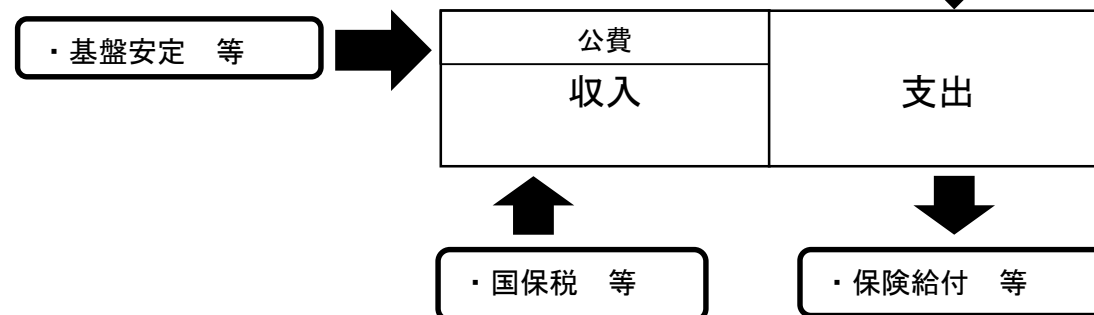 ・基盤安定　等
公費
収入
支出
・国保税　等
・保険給付　等